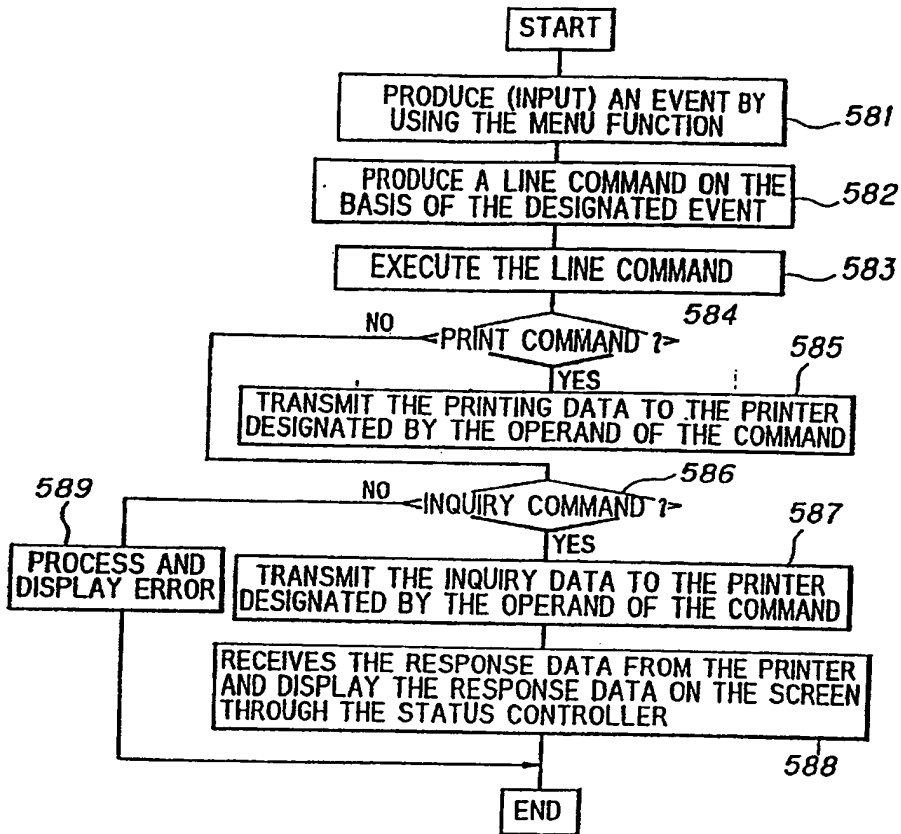 START
PRODUCE (INPUT) AN EVENT BY
USING THE MENU FUNCTION
581
PRODUCE A LINE COMMAND ON THE
BASIS OF THE DESIGNATED EVENT
582
EXECUTE THE LINE COMMAND
583
584
NO
PRINT COMMAND ?
YES
585
TRANSMIT THE PRINTING DATA TO THE PRINTER
DESIGNATED BY THE OPERAND OF THE COMMAND
586
NO
INQUIRY COMMAND ?
YES
589
PROCESS AND
DISPLAY ERROR
587
TRANSMIT THE INQUIRY DATA TO THE PRINTER
DESIGNATED BY THE OPERAND OF THE COMMAND
RECEIVES THE RESPONSE DATA FROM THE PRINTER
AND DISPLAY THE RESPONSE DATA ON THE SCREEN
THROUGH THE STATUS CONTROLLER
588
END